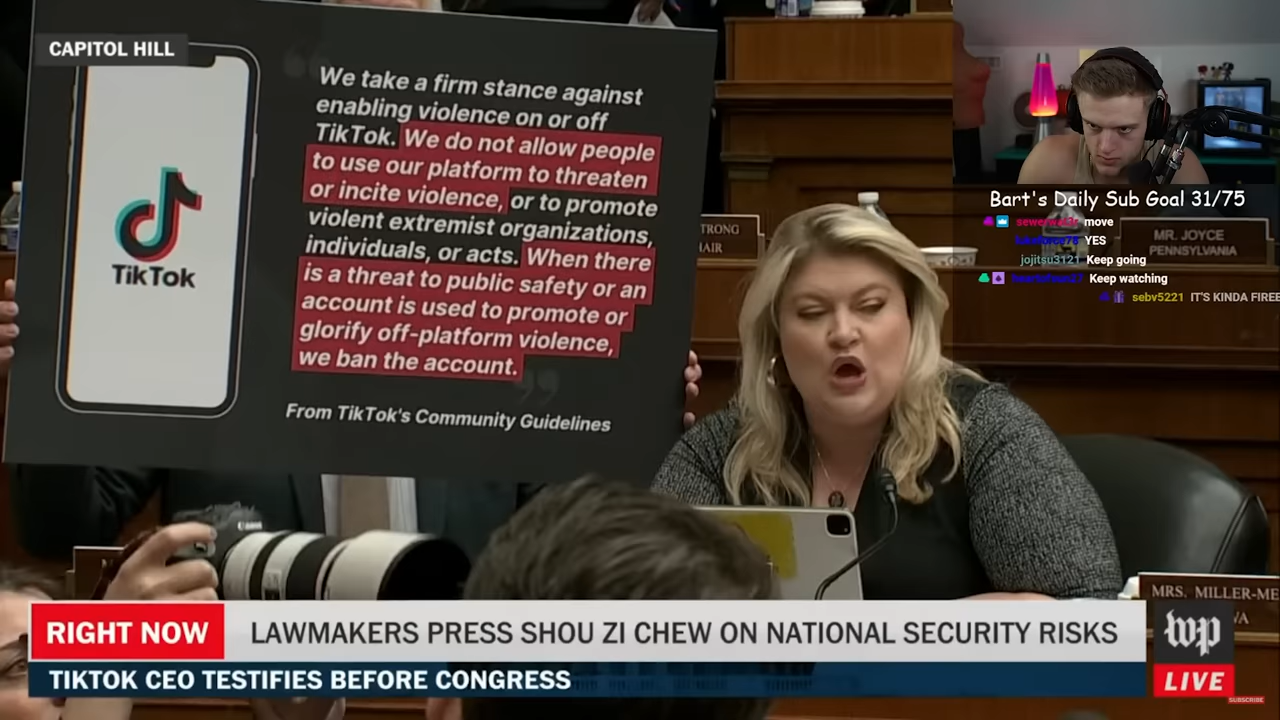 CAPITOL HILL
We take a firm stance against
enabling violence on or off
TikTok. We do not allow people
to use our platform to threaten
or incite violence, or to promote
violent extremist organizations,
individuals, or acts. When there
is a threat to public safety or an
account is used to promote or
glorify off-platform violence,
we ban the account.
From TikTok's Community Guidelines
TikTok
TRONG
AIR
Bart's Daily Sub Goal 31/75
move
YES
jojitsu3121 Keep going
Keep watching
sebv5221 IT'S KINDA FIRE
MR. JOYCE
PENNSYLVANIA
Canon
MRS. MILLER-ME
WA
RIGHT NOW
LAWMAKERS PRESS SHOU ZI CHEW ON NATIONAL SECURITY RISKS
TIKTOK CEO TESTIFIES BEFORE CONGRESS
wp
LIVE
SUBSCRIBE